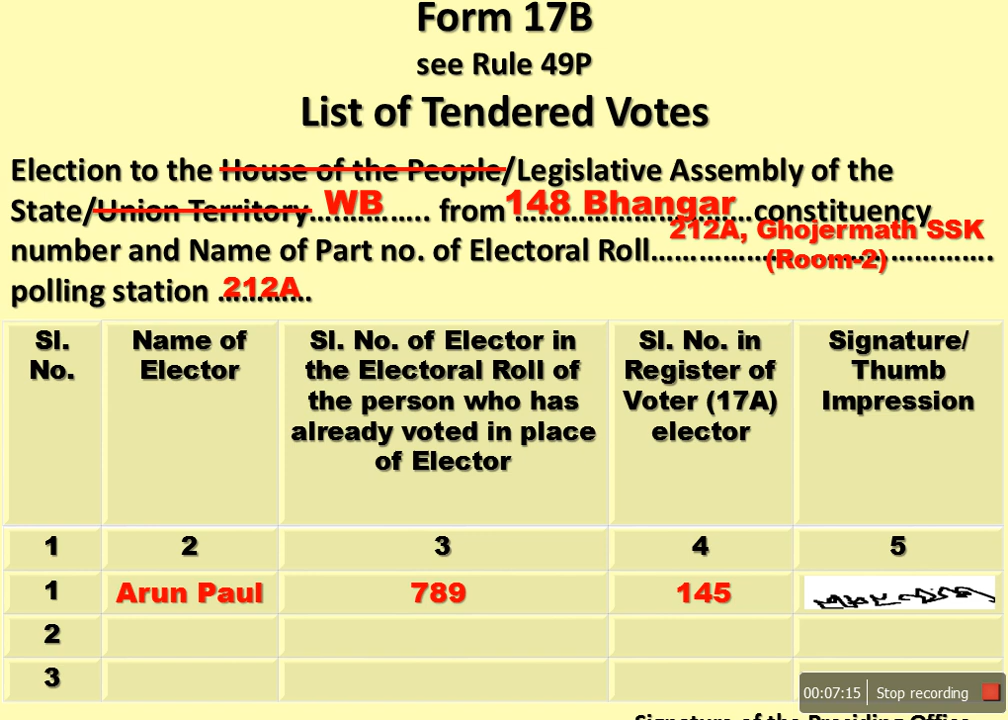 Form 17B
see Rule 49P
List of Tendered Votes
Election to the House of the People/Legislative Assembly of the
State/Union Territory................ WB from 148 Bhangar constituency
212A, Ghojermath SSK
number and Name of Part no. of Electoral Roll.......................................
(Room-2)
polling station 212A
Sl. No.
Name of Elector
Sl. No. of Elector in the Electoral Roll of the person who has already voted in place of Elector
Sl. No. in Register of Voter (17A) elector
Signature/ Thumb Impression
1 2 3 4 5
1 Arun Paul 789 145
2
3
00:07:15 Stop recording
Signature of the Presiding Office